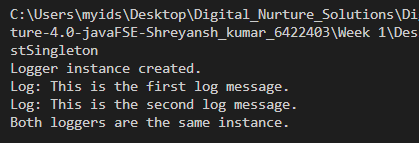 C:\Users\myids\Desktop\Digital_Nurture_Solutions\Di
ture-4.0-javaFSE-Shreyansh_kumar_6422403\Week 1\Des
stSingleton
Logger instance created.
Log: This is the first log message.
Log: This is the second log message.
Both loggers are the same instance.